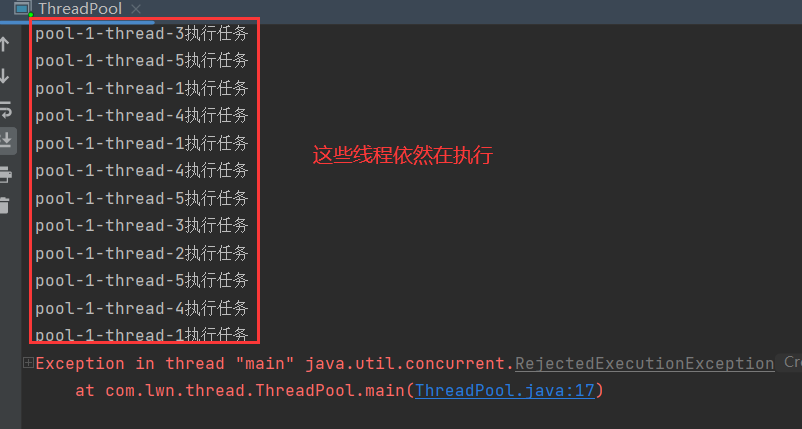 ThreadPool
pool-1-thread-3执行任务
pool-1-thread-5执行任务
pool-1-thread-1执行任务
pool-1-thread-4执行任务
pool-1-thread-1执行任务
这些线程依然在执行
pool-1-thread-4执行任务
pool-1-thread-5执行任务
pool-1-thread-3执行任务
pool-1-thread-2执行任务
pool-1-thread-5执行任务
pool-1-thread-4执行任务
pool-1-thread-1执行任务
Exception in thread "main" java.util.concurrent.RejectedExecutionException Cre
at com.lwn.thread.ThreadPool.main(ThreadPool.java:17)